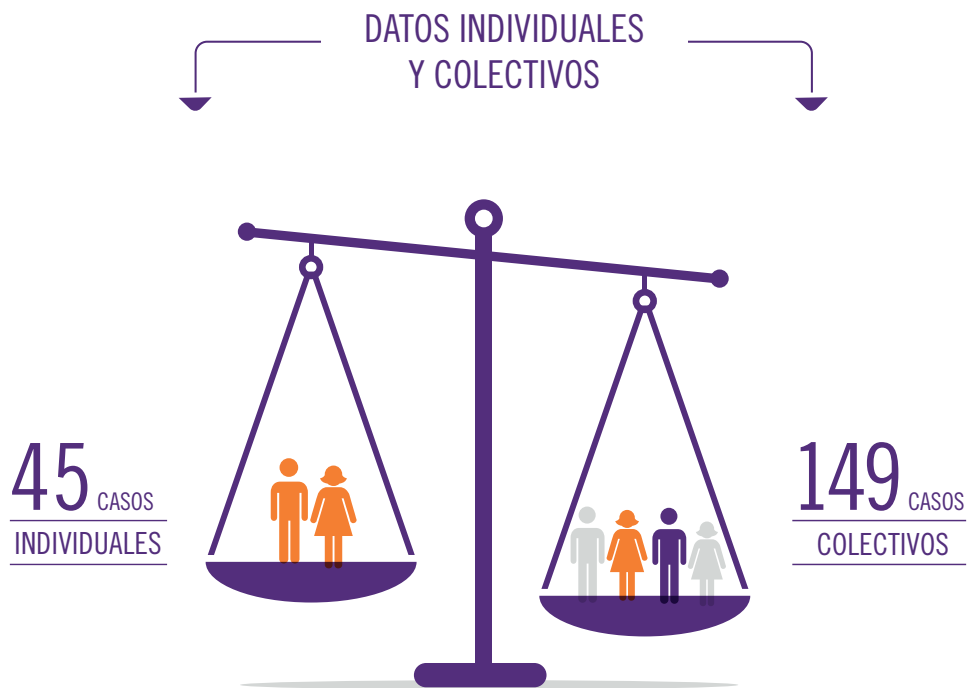 DATOS INDIVIDUALES
Y COLECTIVOS
45 CASOS
INDIVIDUALES
149 CASOS
COLECTIVOS